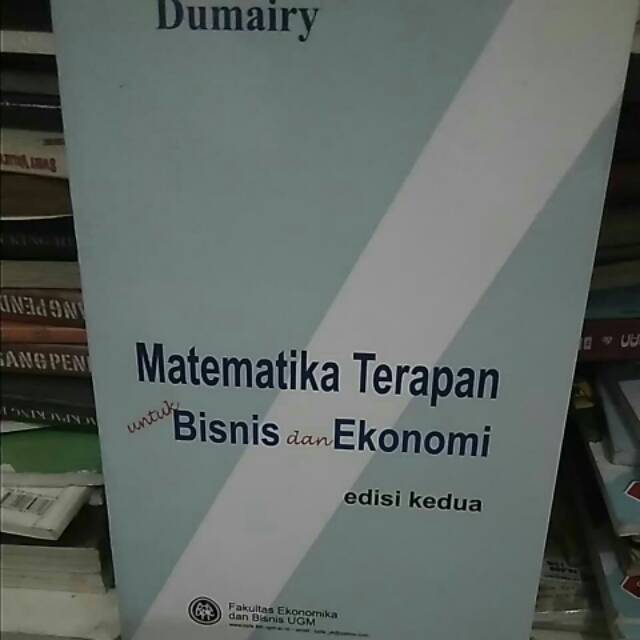 Dumairy
Matematika Terapan
untuk Bisnis dan Ekonomi
edisi kedua
Fakultas Ekonomika
dan Bisnis UGM